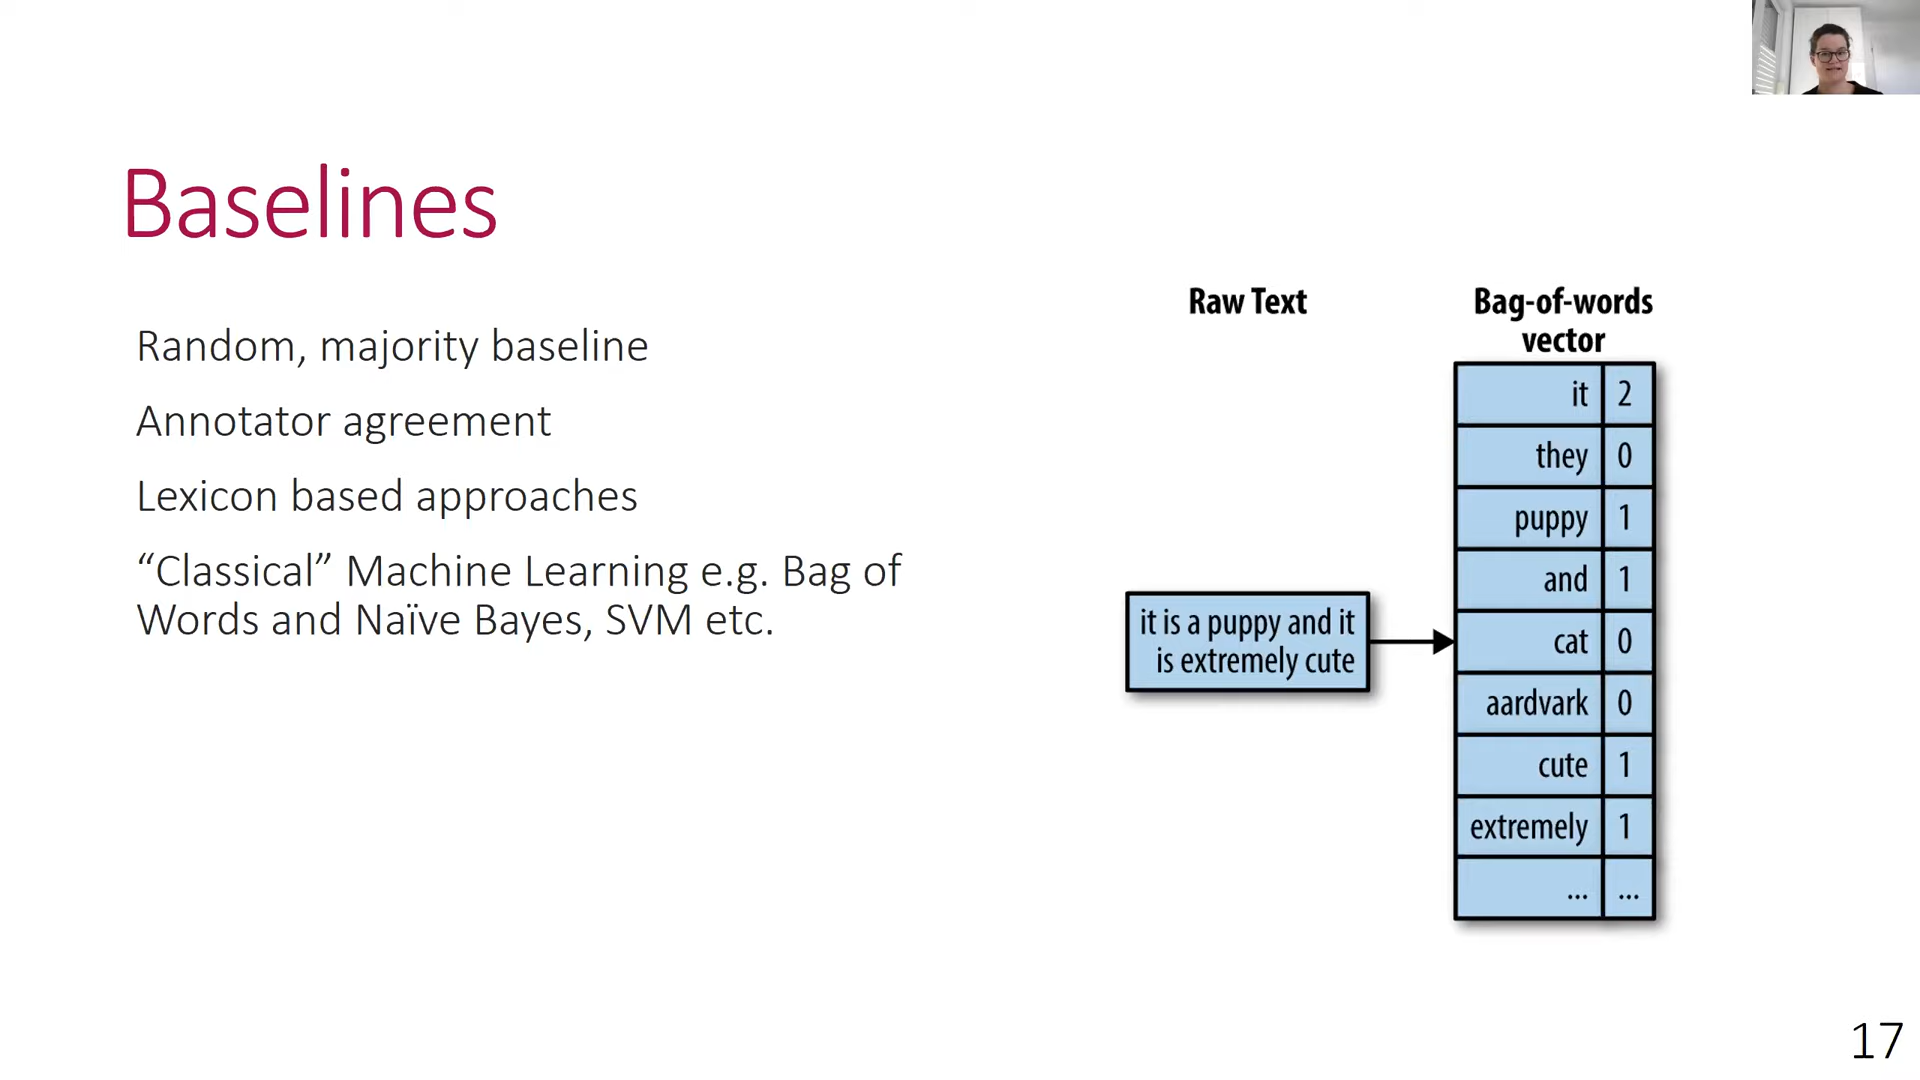 Baselines
Random, majority baseline
Annotator agreement
Lexicon based approaches
“Classical” Machine Learning e.g. Bag of
Words and Naïve Bayes, SVM etc.
Raw Text
it is a puppy and it
is extremely cute
Bag-of-words
vector
it 2
they 0
puppy 1
and 1
cat 0
aardvark 0
cute 1
extremely 1
... ...
17